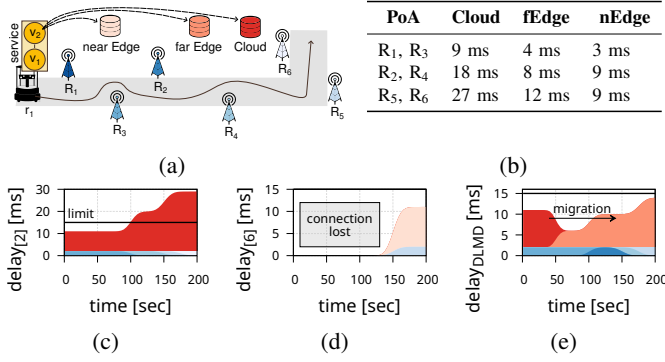 service
v₂
v₁
r₁
near Edge
far Edge
Cloud
R₁
R₂
R₃
R₄
R₅
R₆
(a)
PoA Cloud fEdge nEdge
R₁, R₃ 9 ms 4 ms 3 ms
R₂, R₄ 18 ms 8 ms 9 ms
R₅, R₆ 27 ms 12 ms 9 ms
(b)
delay[2] [ms]
30
20
10
0
limit
0 50 100 150 200
time [sec]
(c)
delay[6] [ms]
15
10
5
0
connection
lost
0 50 100 150 200
time [sec]
(d)
delayDLMD [ms]
15
10
5
0
migration
0 50 100 150 200
time [sec]
(e)